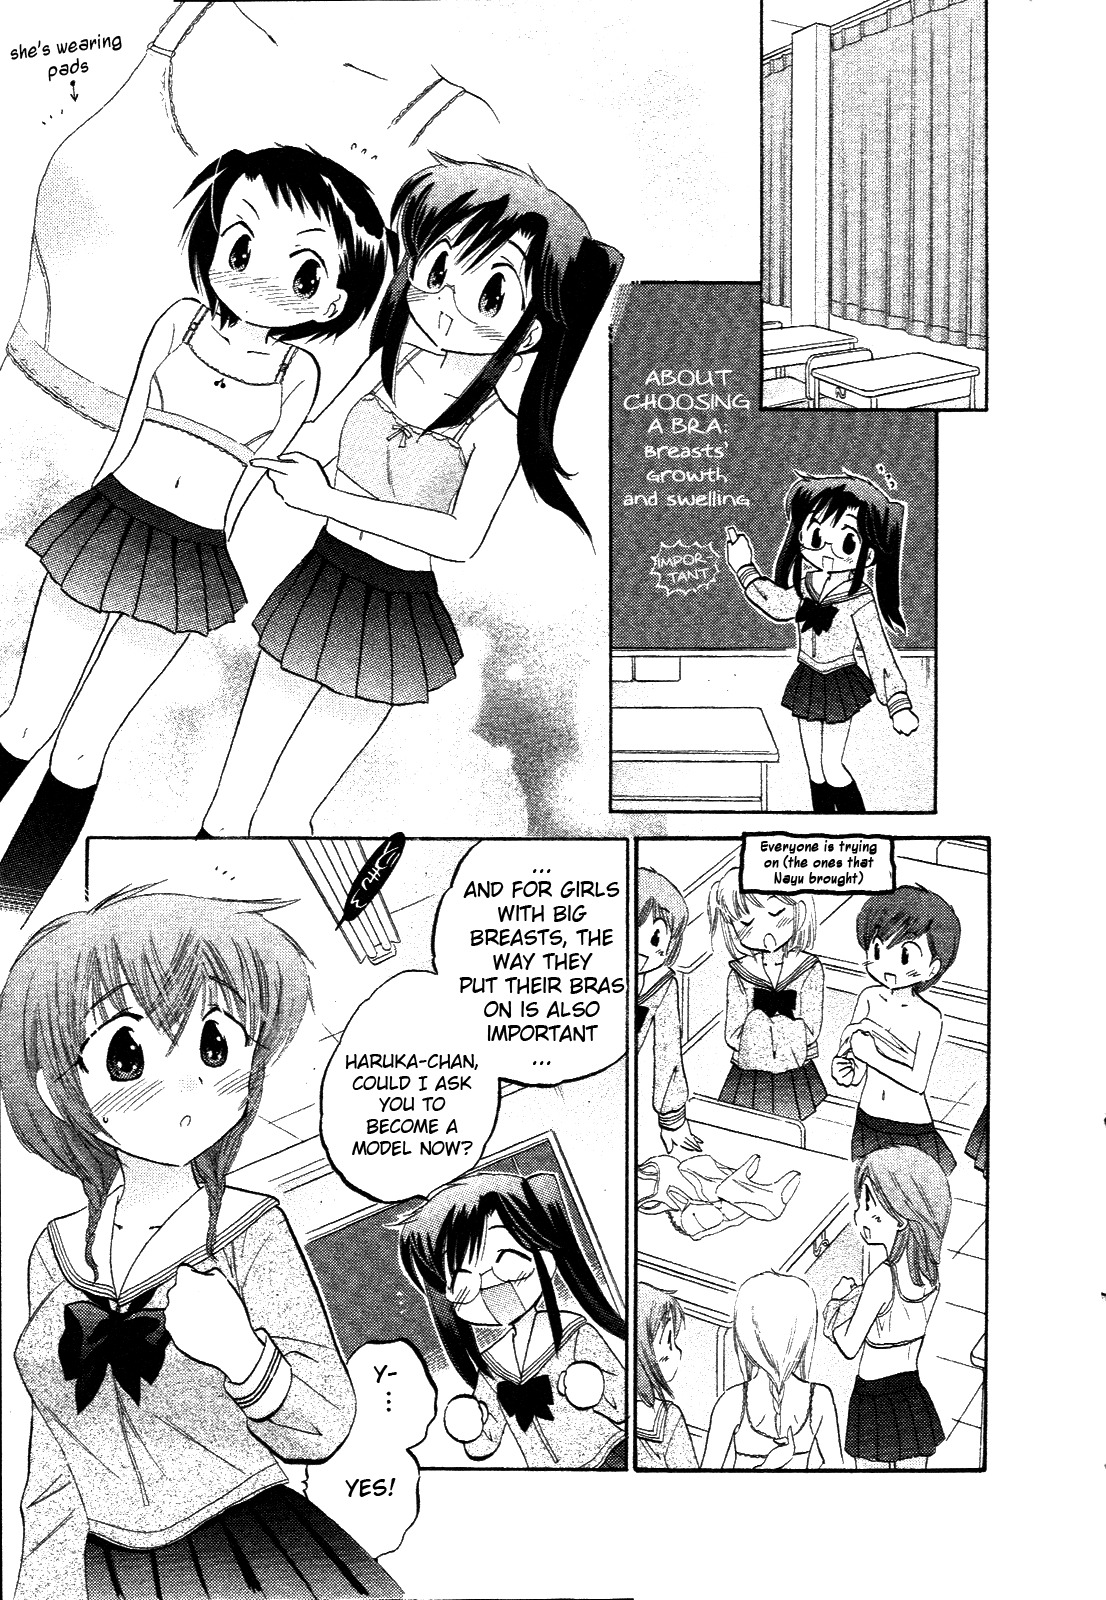 she's wearing
pads
ABOUT
CHOOSING
A BRA:
Breasts'
Growth
and swelling
IMPOR-
TANT
Everyone is trying
on (the ones that
Nayu brought)
...
AND FOR GIRLS
WITH BIG
BREASTS, THE
WAY THEY
PUT THEIR BRAS
ON IS ALSO
IMPORTANT
...
HARUKA-CHAN,
COULD I ASK
YOU TO
BECOME A
MODEL NOW?
Y-
...
YES!